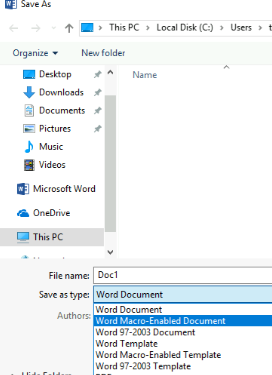 Save As
This PC > Local Disk (C:) > Users > t
Organize
New folder
Name
Desktop
Downloads
Documents
Pictures
Music
Videos
Microsoft Word
OneDrive
This PC
File name: Doc1
Save as type: Word Document
Authors:
Word Document
Word Macro-Enabled Document
Word 97-2003 Document
Word Template
Word Macro-Enabled Template
Word 97-2003 Template
Hide Folders